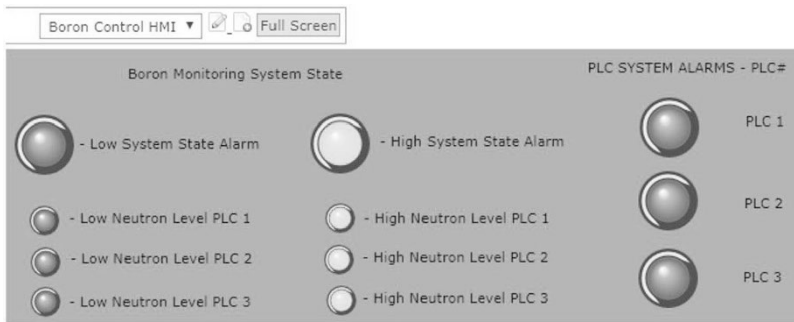 Boron Control HMI
Full Screen
Boron Monitoring System State
PLC SYSTEM ALARMS - PLC#
- Low System State Alarm
- High System State Alarm
PLC 1
- Low Neutron Level PLC 1
- High Neutron Level PLC 1
PLC 2
- Low Neutron Level PLC 2
- High Neutron Level PLC 2
PLC 3
- Low Neutron Level PLC 3
- High Neutron Level PLC 3